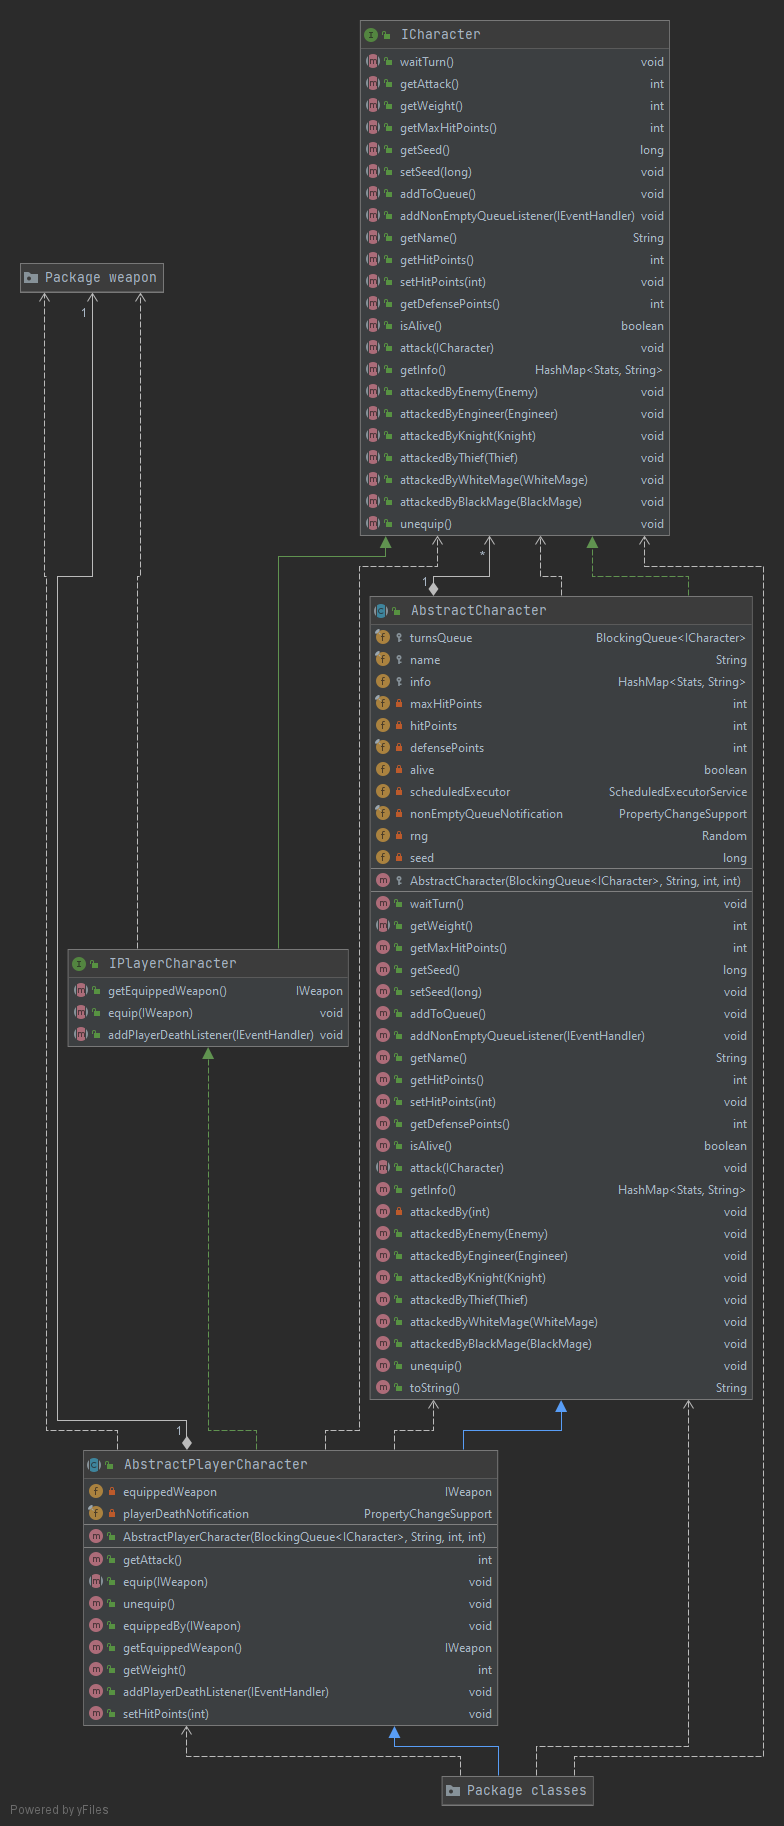 ICharacter
waitTurn() void
getAttack() int
getWeight() int
getMaxHitPoints() int
getSeed() long
setSeed(long) void
addToQueue() void
addNonEmptyQueueListener(IEventHandler) void
getName() String
getHitPoints() int
setHitPoints(int) void
getDefensePoints() int
isAlive() boolean
attack(ICharacter) void
getInfo() HashMap<Stats, String>
attackedByEnemy(Enemy) void
attackedByEngineer(Engineer) void
attackedByKnight(Knight) void
attackedByThief(Thief) void
attackedByWhiteMage(WhiteMage) void
attackedByBlackMage(BlackMage) void
unequip() void
Package weapon
1
*
1
AbstractCharacter
turnsQueue BlockingQueue<ICharacter>
name String
info HashMap<Stats, String>
maxHitPoints int
hitPoints int
defensePoints int
alive boolean
scheduledExecutor ScheduledExecutorService
nonEmptyQueueNotification PropertyChangeSupport
rng Random
seed long
AbstractCharacter(BlockingQueue<ICharacter>, String, int, int)
waitTurn() void
getWeight() int
getMaxHitPoints() int
getSeed() long
setSeed(long) void
addToQueue() void
addNonEmptyQueueListener(IEventHandler) void
getName() String
getHitPoints() int
setHitPoints(int) void
getDefensePoints() int
isAlive() boolean
attack(ICharacter) void
getInfo() HashMap<Stats, String>
attackedBy(int) void
attackedByEnemy(Enemy) void
attackedByEngineer(Engineer) void
attackedByKnight(Knight) void
attackedByThief(Thief) void
attackedByWhiteMage(WhiteMage) void
attackedByBlackMage(BlackMage) void
unequip() void
toString() String
IPlayerCharacter
getEquippedWeapon() IWeapon
equip(IWeapon) void
addPlayerDeathListener(IEventHandler) void
1
AbstractPlayerCharacter
equippedWeapon IWeapon
playerDeathNotification PropertyChangeSupport
AbstractPlayerCharacter(BlockingQueue<ICharacter>, String, int, int)
getAttack() int
equip(IWeapon) void
unequip() void
equippedBy(IWeapon) void
getEquippedWeapon() IWeapon
getWeight() int
addPlayerDeathListener(IEventHandler) void
setHitPoints(int) void
Package classes
Powered by yFiles